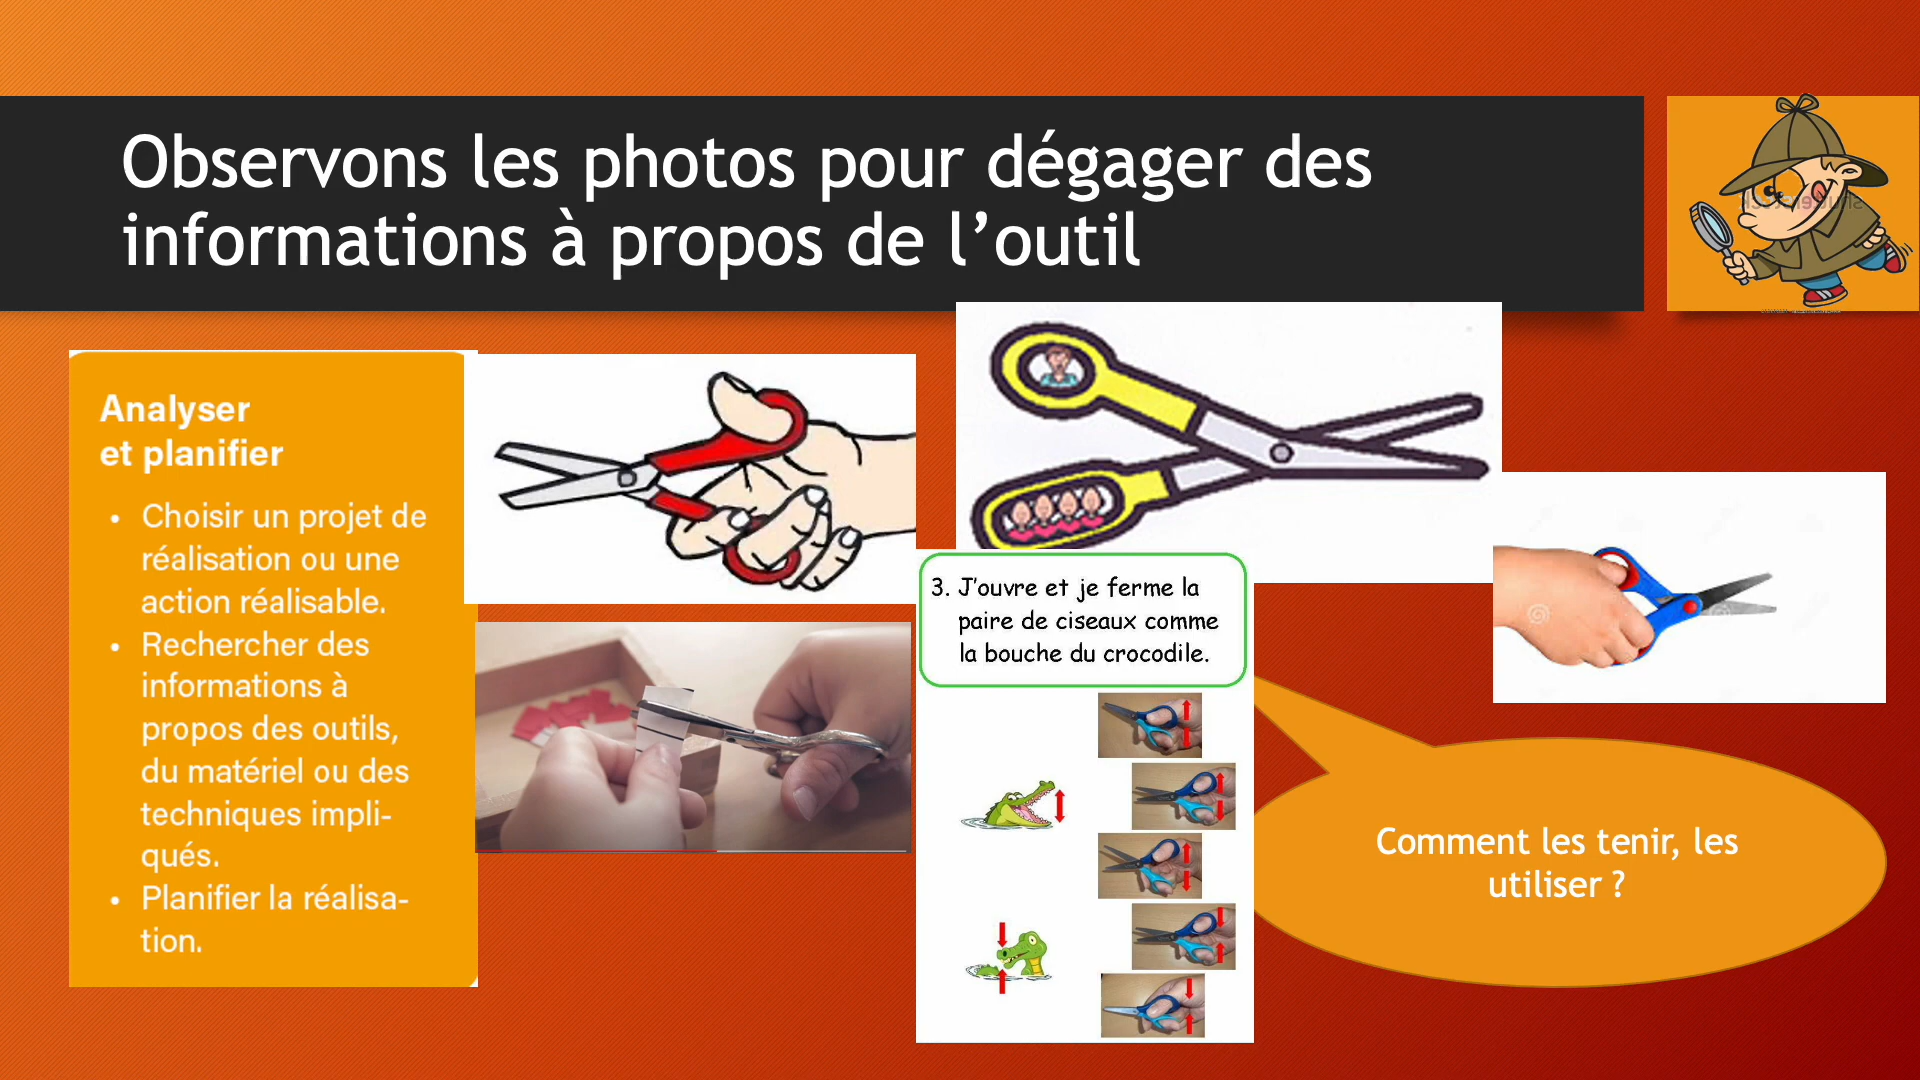 Observons les photos pour dégager des
informations à propos de l’outil
Analyser
et planifier
• Choisir un projet de
réalisation ou une
action réalisable.
• Rechercher des
informations à
propos des outils,
du matériel ou des
techniques impli-
qués.
• Planifier la réalisa-
tion.
3. J’ouvre et je ferme la
paire de ciseaux comme
la bouche du crocodile.
Comment les tenir, les
utiliser ?